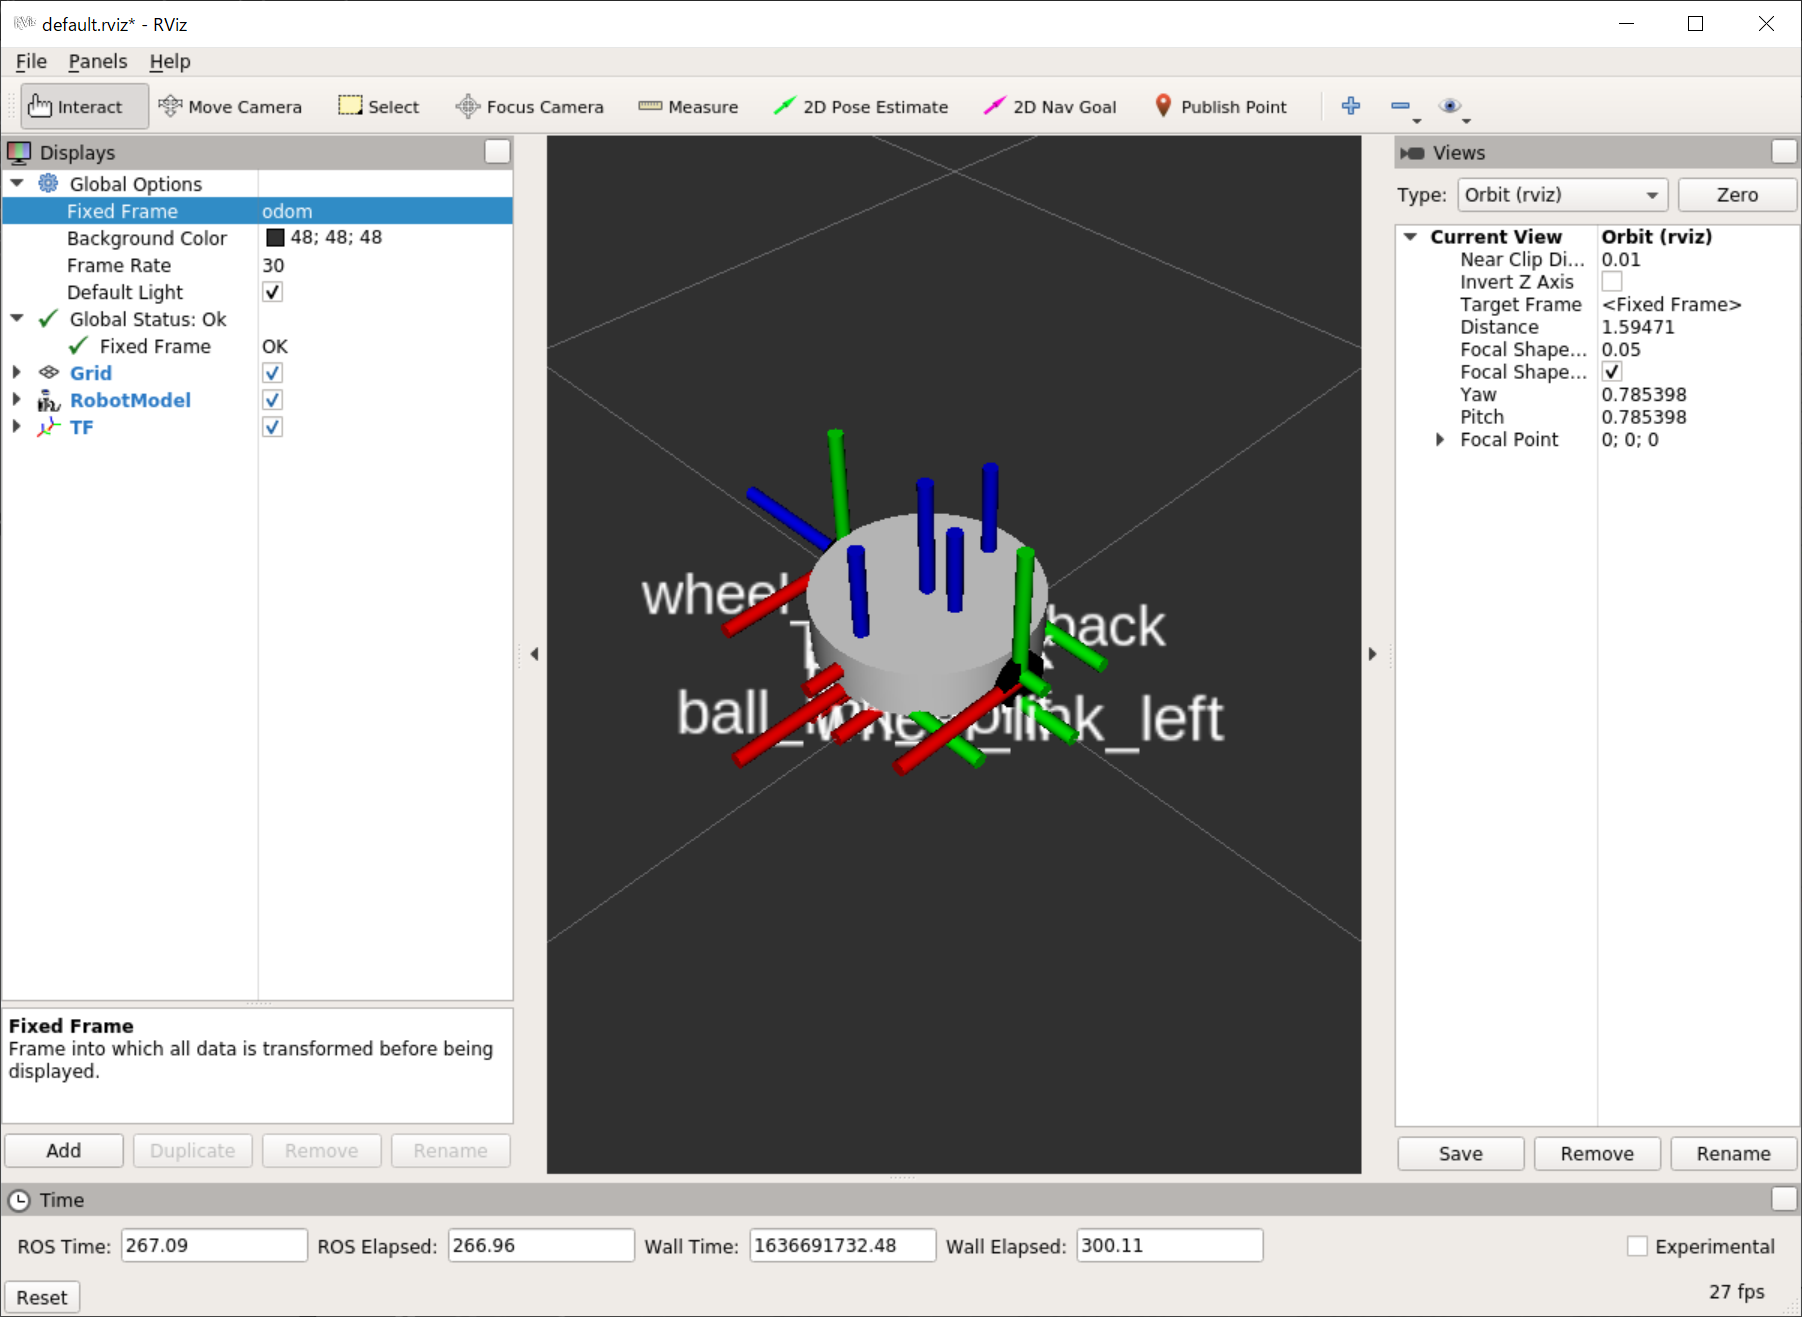 default.rviz* - RViz
File Panels Help
Interact Move Camera Select Focus Camera Measure 2D Pose Estimate 2D Nav Goal Publish Point
Displays
Global Options
Fixed Frame odom
Background Color 48; 48; 48
Frame Rate 30
Default Light
Global Status: Ok
Fixed Frame OK
Grid
RobotModel
TF
Fixed Frame
Frame into which all data is transformed before being
displayed.
Add Duplicate Remove Rename
wheel_
back
ball_
link_left
Views
Type: Orbit (rviz) Zero
Current View Orbit (rviz)
Near Clip Di... 0.01
Invert Z Axis
Target Frame <Fixed Frame>
Distance 1.59471
Focal Shape... 0.05
Focal Shape...
Yaw 0.785398
Pitch 0.785398
Focal Point 0; 0; 0
Save Remove Rename
Time
ROS Time: 267.09 ROS Elapsed: 266.96 Wall Time: 1636691732.48 Wall Elapsed: 300.11 Experimental
Reset 27 fps